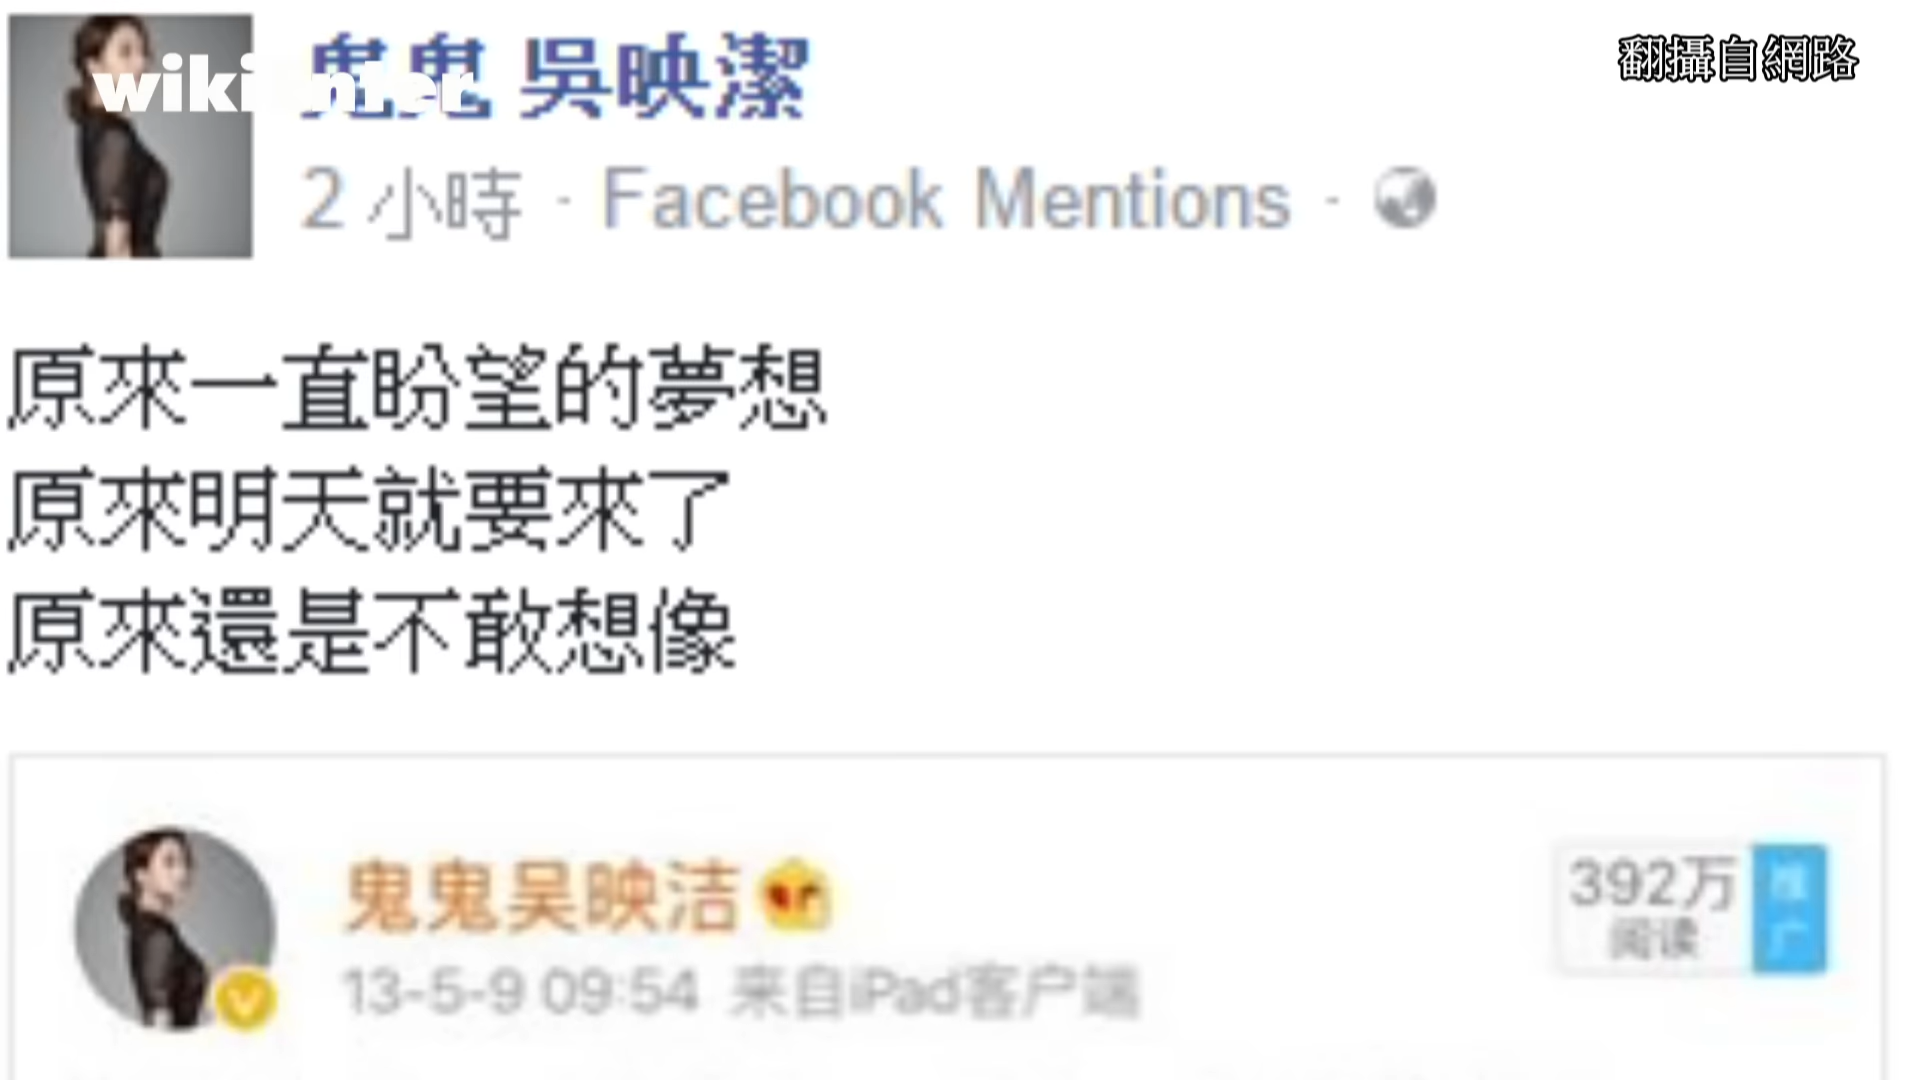 wikiEnter
鬼鬼 吳映潔
翻攝自網路
2 小時 · Facebook Mentions ·
原來一直盼望的夢想
原來明天就要來了
原來還是不敢想像
鬼鬼吴映洁
392万
阅读
推广
13-5-9 09:54 来自iPad客户端